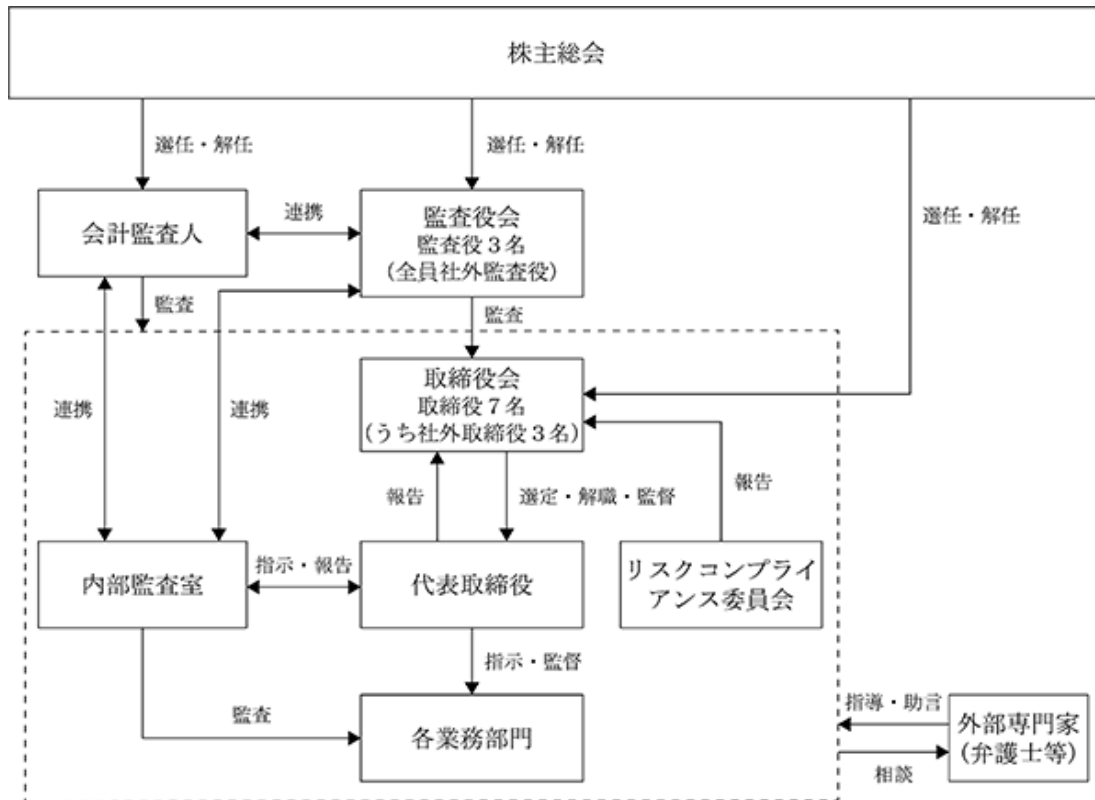 株主総会
選任・解任
選任・解任
選任・解任
会計監査人
連携
監査役会
監査役3名
(全員社外監査役)
監査
監査
取締役会
取締役7名
(うち社外取締役3名)
連携
連携
報告
選定・解職・監督
報告
内部監査室
指示・報告
代表取締役
リスクコンプライ
アンス委員会
指示・監督
監査
各業務部門
指導・助言
外部専門家
(弁護士等)
相談